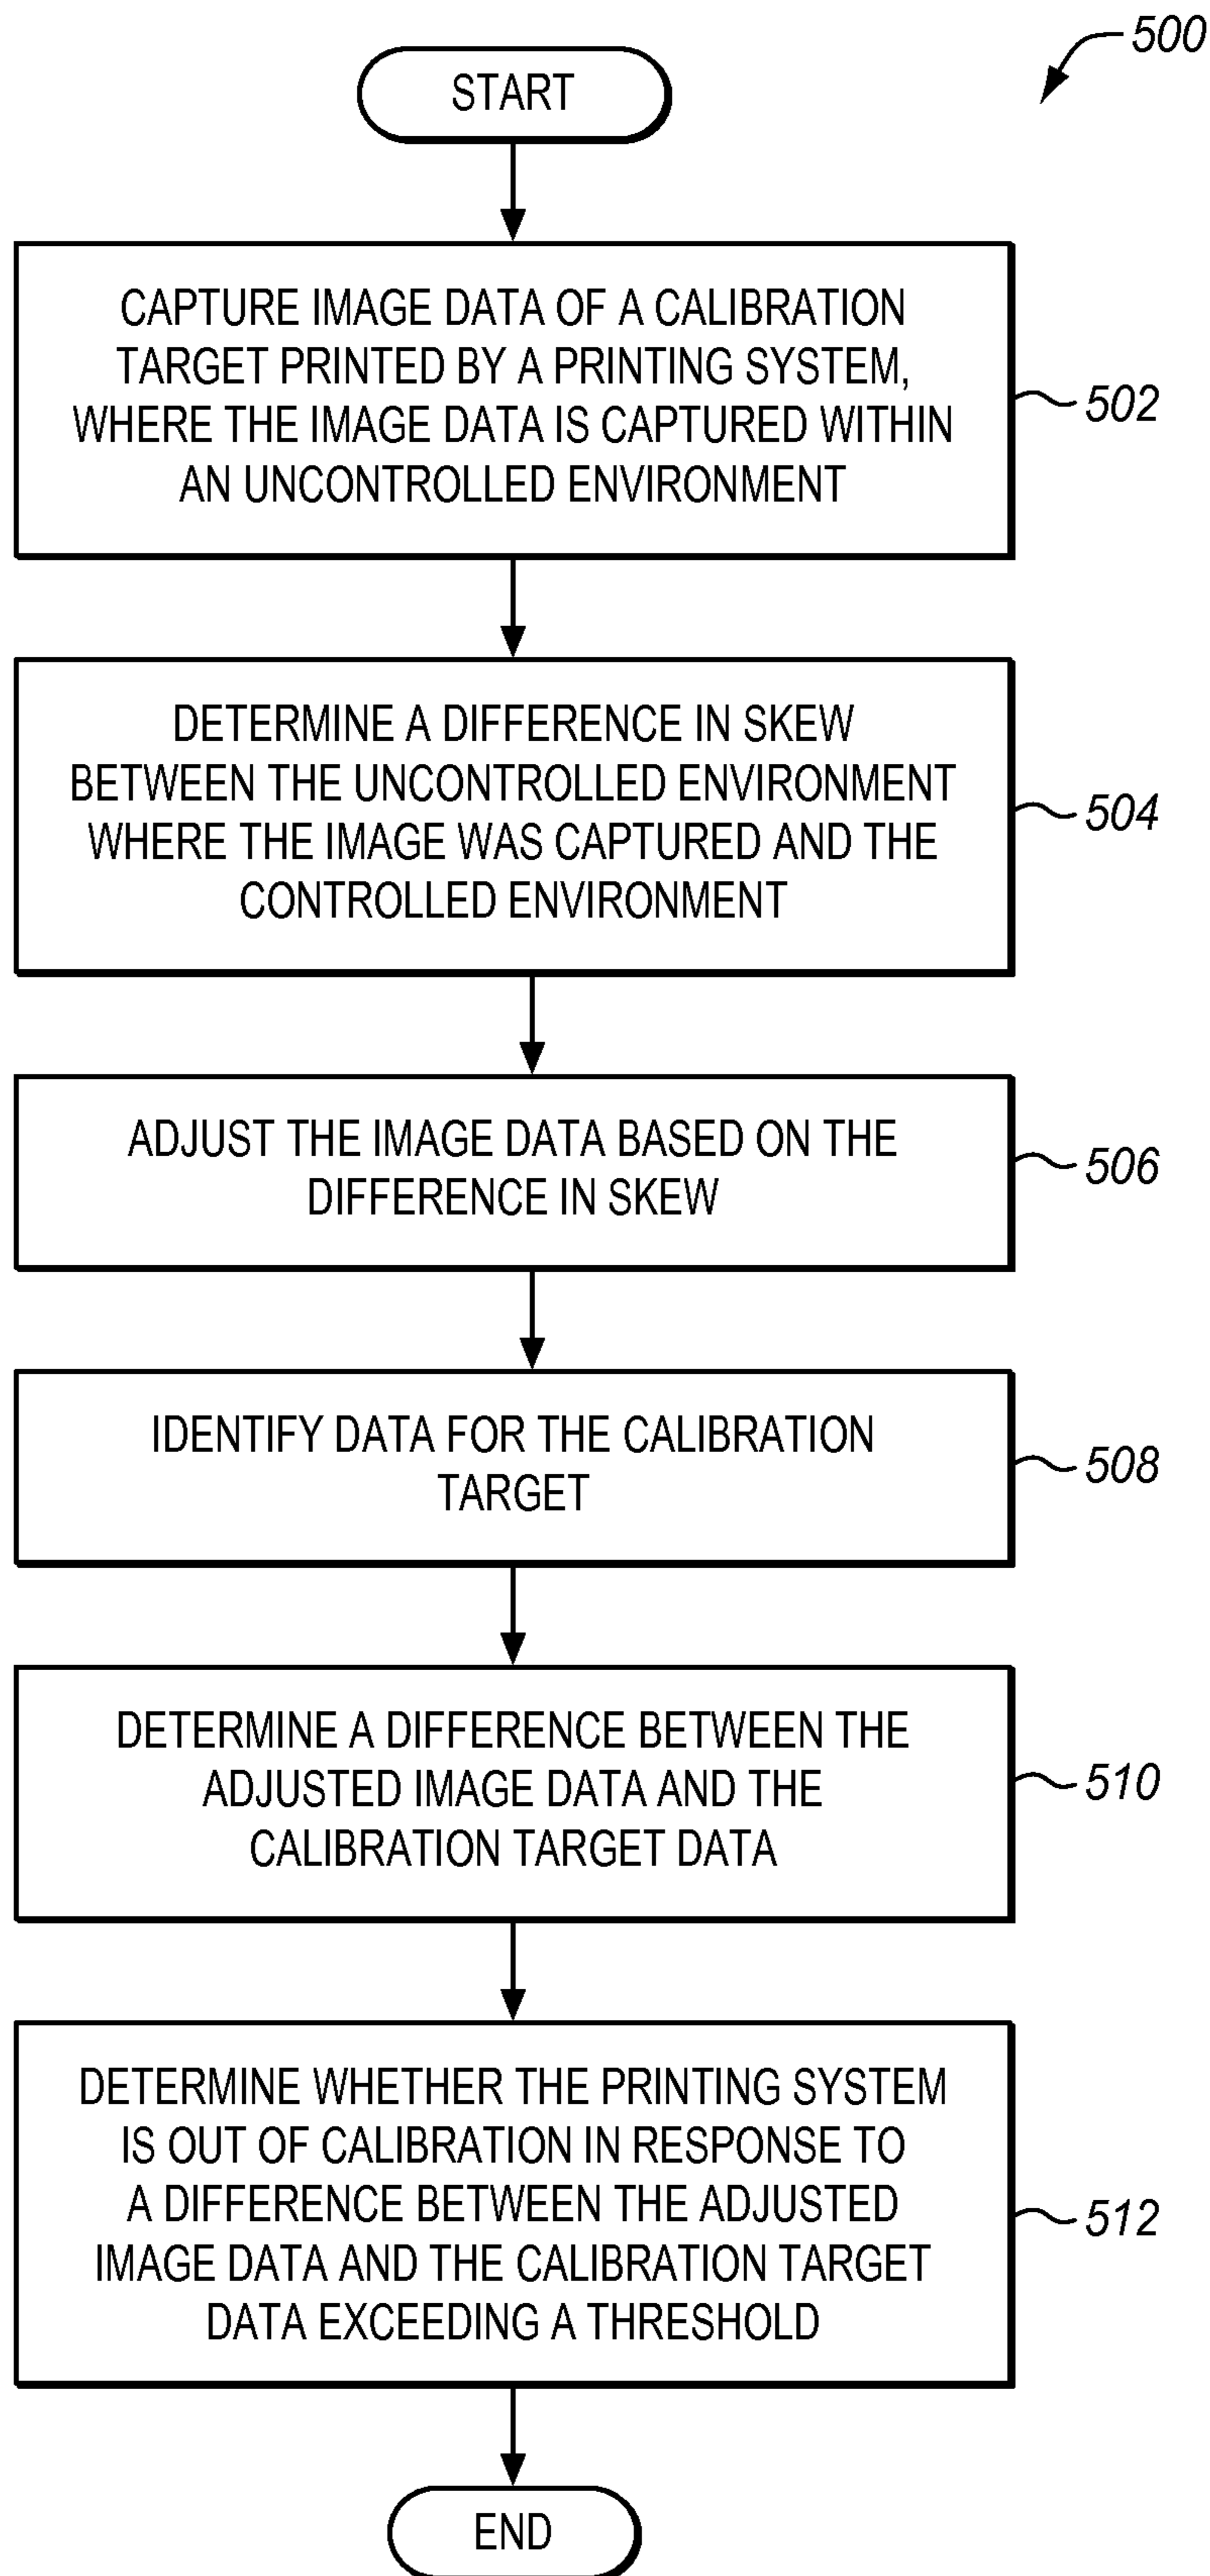 500
START
CAPTURE IMAGE DATA OF A CALIBRATION
TARGET PRINTED BY A PRINTING SYSTEM,
WHERE THE IMAGE DATA IS CAPTURED WITHIN
AN UNCONTROLLED ENVIRONMENT
502
DETERMINE A DIFFERENCE IN SKEW
BETWEEN THE UNCONTROLLED ENVIRONMENT
WHERE THE IMAGE WAS CAPTURED AND THE
CONTROLLED ENVIRONMENT
504
ADJUST THE IMAGE DATA BASED ON THE
DIFFERENCE IN SKEW
506
IDENTIFY DATA FOR THE CALIBRATION
TARGET
508
DETERMINE A DIFFERENCE BETWEEN THE
ADJUSTED IMAGE DATA AND THE
CALIBRATION TARGET DATA
510
DETERMINE WHETHER THE PRINTING SYSTEM
IS OUT OF CALIBRATION IN RESPONSE TO
A DIFFERENCE BETWEEN THE ADJUSTED
IMAGE DATA AND THE CALIBRATION TARGET
DATA EXCEEDING A THRESHOLD
512
END